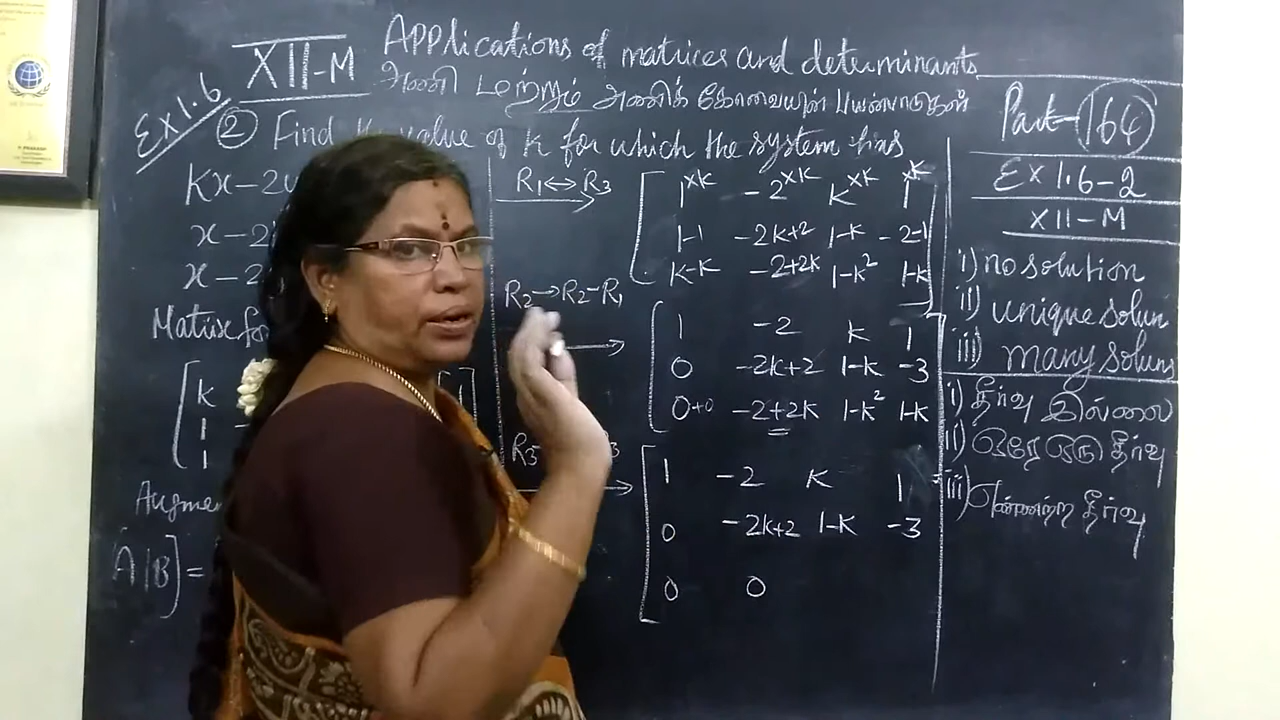 XII-M Applications of matrices and determinants
அணி மற்றும் அணிக் கோவையின் பயன்பாடுகள்
Ex 1.6
② Find value of k for which the system has
Kx-2
x-2
x-2
Matrix for
k
1
1
Augmen
A|B] =
R1↔R3
1×K -2×K K×K 1×K
1-1 -2K+2 1-K -2-1
K-K -2+2K 1-K² 1-K
R2→R2-R1
1 -2 K 1
0 -2K+2 1-K -3
0+0 -2+2K 1-K² 1-K
R3
1 -2 K 1
0 -2K+2 1-K -3
0 0
Part-164
EX 1.6-2
XII-M
i) no solution
ii) unique solun
iii) many soluns
i) தீர்வு இல்லை
ii) ஒரே ஒரு தீர்வு
iii) எண்ணற்ற தீர்வு